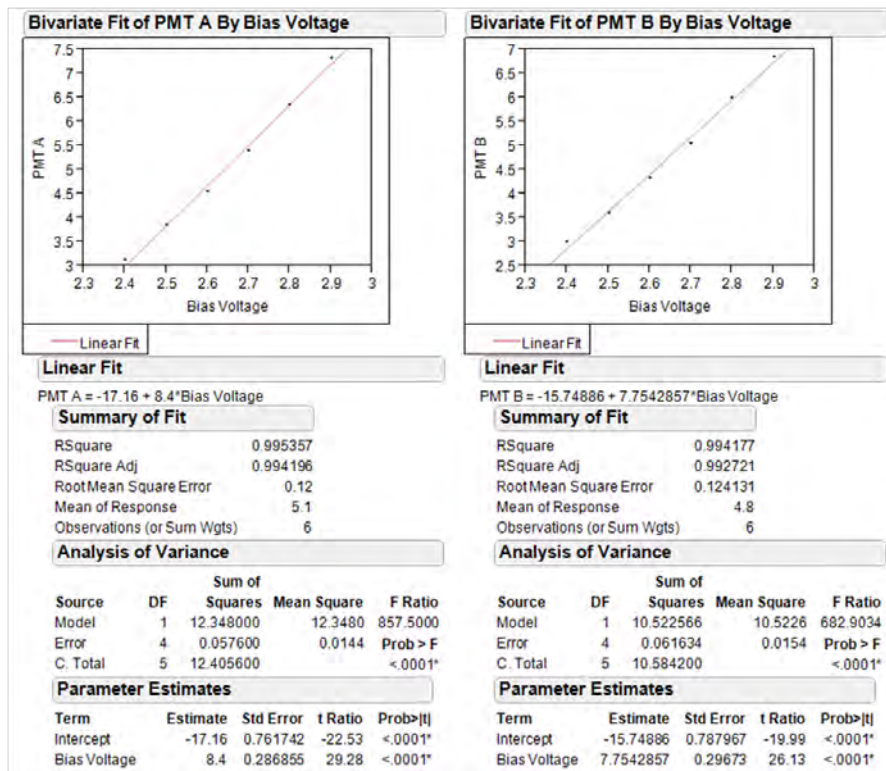 Bivariate Fit of PMT A By Bias Voltage
7.5
7
6.5
6
5.5
5
4.5
4
3.5
3
PMT A
2.3 2.4 2.5 2.6 2.7 2.8 2.9 3
Bias Voltage
Linear Fit
Linear Fit
PMT A = -17.16 + 8.4*Bias Voltage
Summary of Fit
RSquare 0.995357
RSquare Adj 0.994196
Root Mean Square Error 0.12
Mean of Response 5.1
Observations (or Sum Wgts) 6
Analysis of Variance
Sum of
Source DF Squares Mean Square F Ratio
Model 1 12.348000 12.3480 857.5000
Error 4 0.057600 0.0144 Prob > F
C. Total 5 12.405600 <.0001*
Parameter Estimates
Term Estimate Std Error t Ratio Prob>|t|
Intercept -17.16 0.761742 -22.53 <.0001*
Bias Voltage 8.4 0.286855 29.28 <.0001*
Bivariate Fit of PMT B By Bias Voltage
7
6.5
6
5.5
5
4.5
4
3.5
3
2.5
PMT B
2.3 2.4 2.5 2.6 2.7 2.8 2.9 3
Bias Voltage
Linear Fit
Linear Fit
PMT B = -15.74886 + 7.7542857*Bias Voltage
Summary of Fit
RSquare 0.994177
RSquare Adj 0.992721
Root Mean Square Error 0.124131
Mean of Response 4.8
Observations (or Sum Wgts) 6
Analysis of Variance
Sum of
Source DF Squares Mean Square F Ratio
Model 1 10.522566 10.5226 682.9034
Error 4 0.061634 0.0154 Prob > F
C. Total 5 10.584200 <.0001*
Parameter Estimates
Term Estimate Std Error t Ratio Prob>|t|
Intercept -15.74886 0.787967 -19.99 <.0001*
Bias Voltage 7.7542857 0.29673 26.13 <.0001*